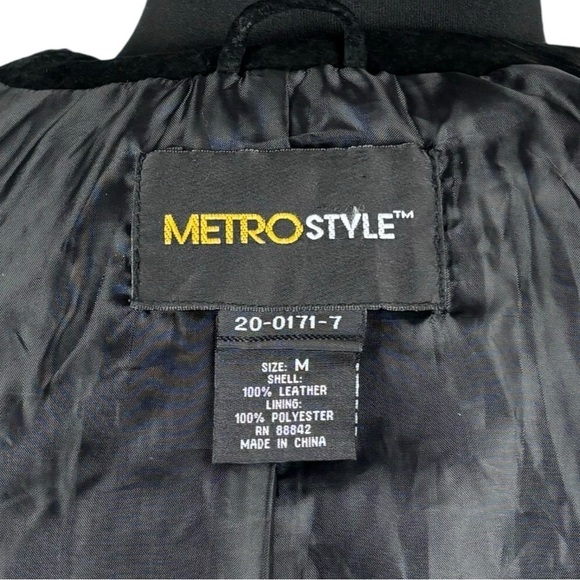 METROSTYLE™
20-0171-7
SIZE: M
SHELL:
100% LEATHER
LINING:
100% POLYESTER
RN 88842
MADE IN CHINA